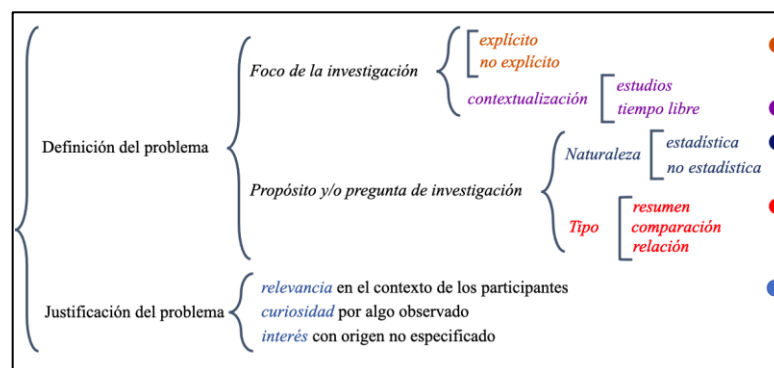 Definición del problema
Foco de la investigación
explícito
no explícito
contextualización
estudios
tiempo libre
Propósito y/o pregunta de investigación
Naturaleza
estadística
no estadística
Tipo
resumen
comparación
relación
Justificación del problema
relevancia en el contexto de los participantes
curiosidad por algo observado
interés con origen no especificado